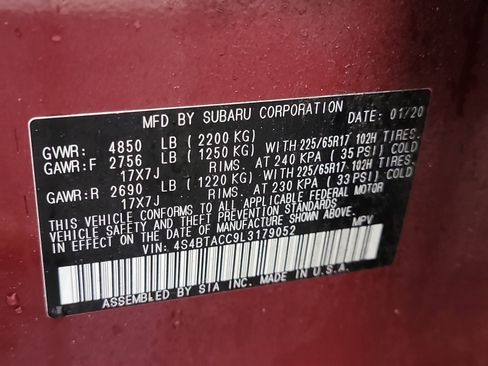 MFD BY SUBARU CORPORATION DATE: 01/20
GVWR: 4850 LB (2200 KG)
GAWR:F 2756 LB (1250 KG) WITH 225/65R17 102H TIRES.
17X7J RIMS. AT 240 KPA (35 PSI) COLD
GAWR:R 2690 LB (1220 KG) WITH 225/65R17 102H TIRES.
17X7J RIMS. AT 230 KPA (33 PSI) COLD
THIS VEHICLE CONFORMS TO ALL APPLICABLE FEDERAL MOTOR
VEHICLE SAFETY AND THEFT PREVENTION STANDARDS
IN EFFECT ON THE DATE OF MANUFACTURE SHOWN ABOVE.
VIN: 4S4BTACC9L3179052 MPV
ASSEMBLED BY SIA INC. MADE IN U.S.A.